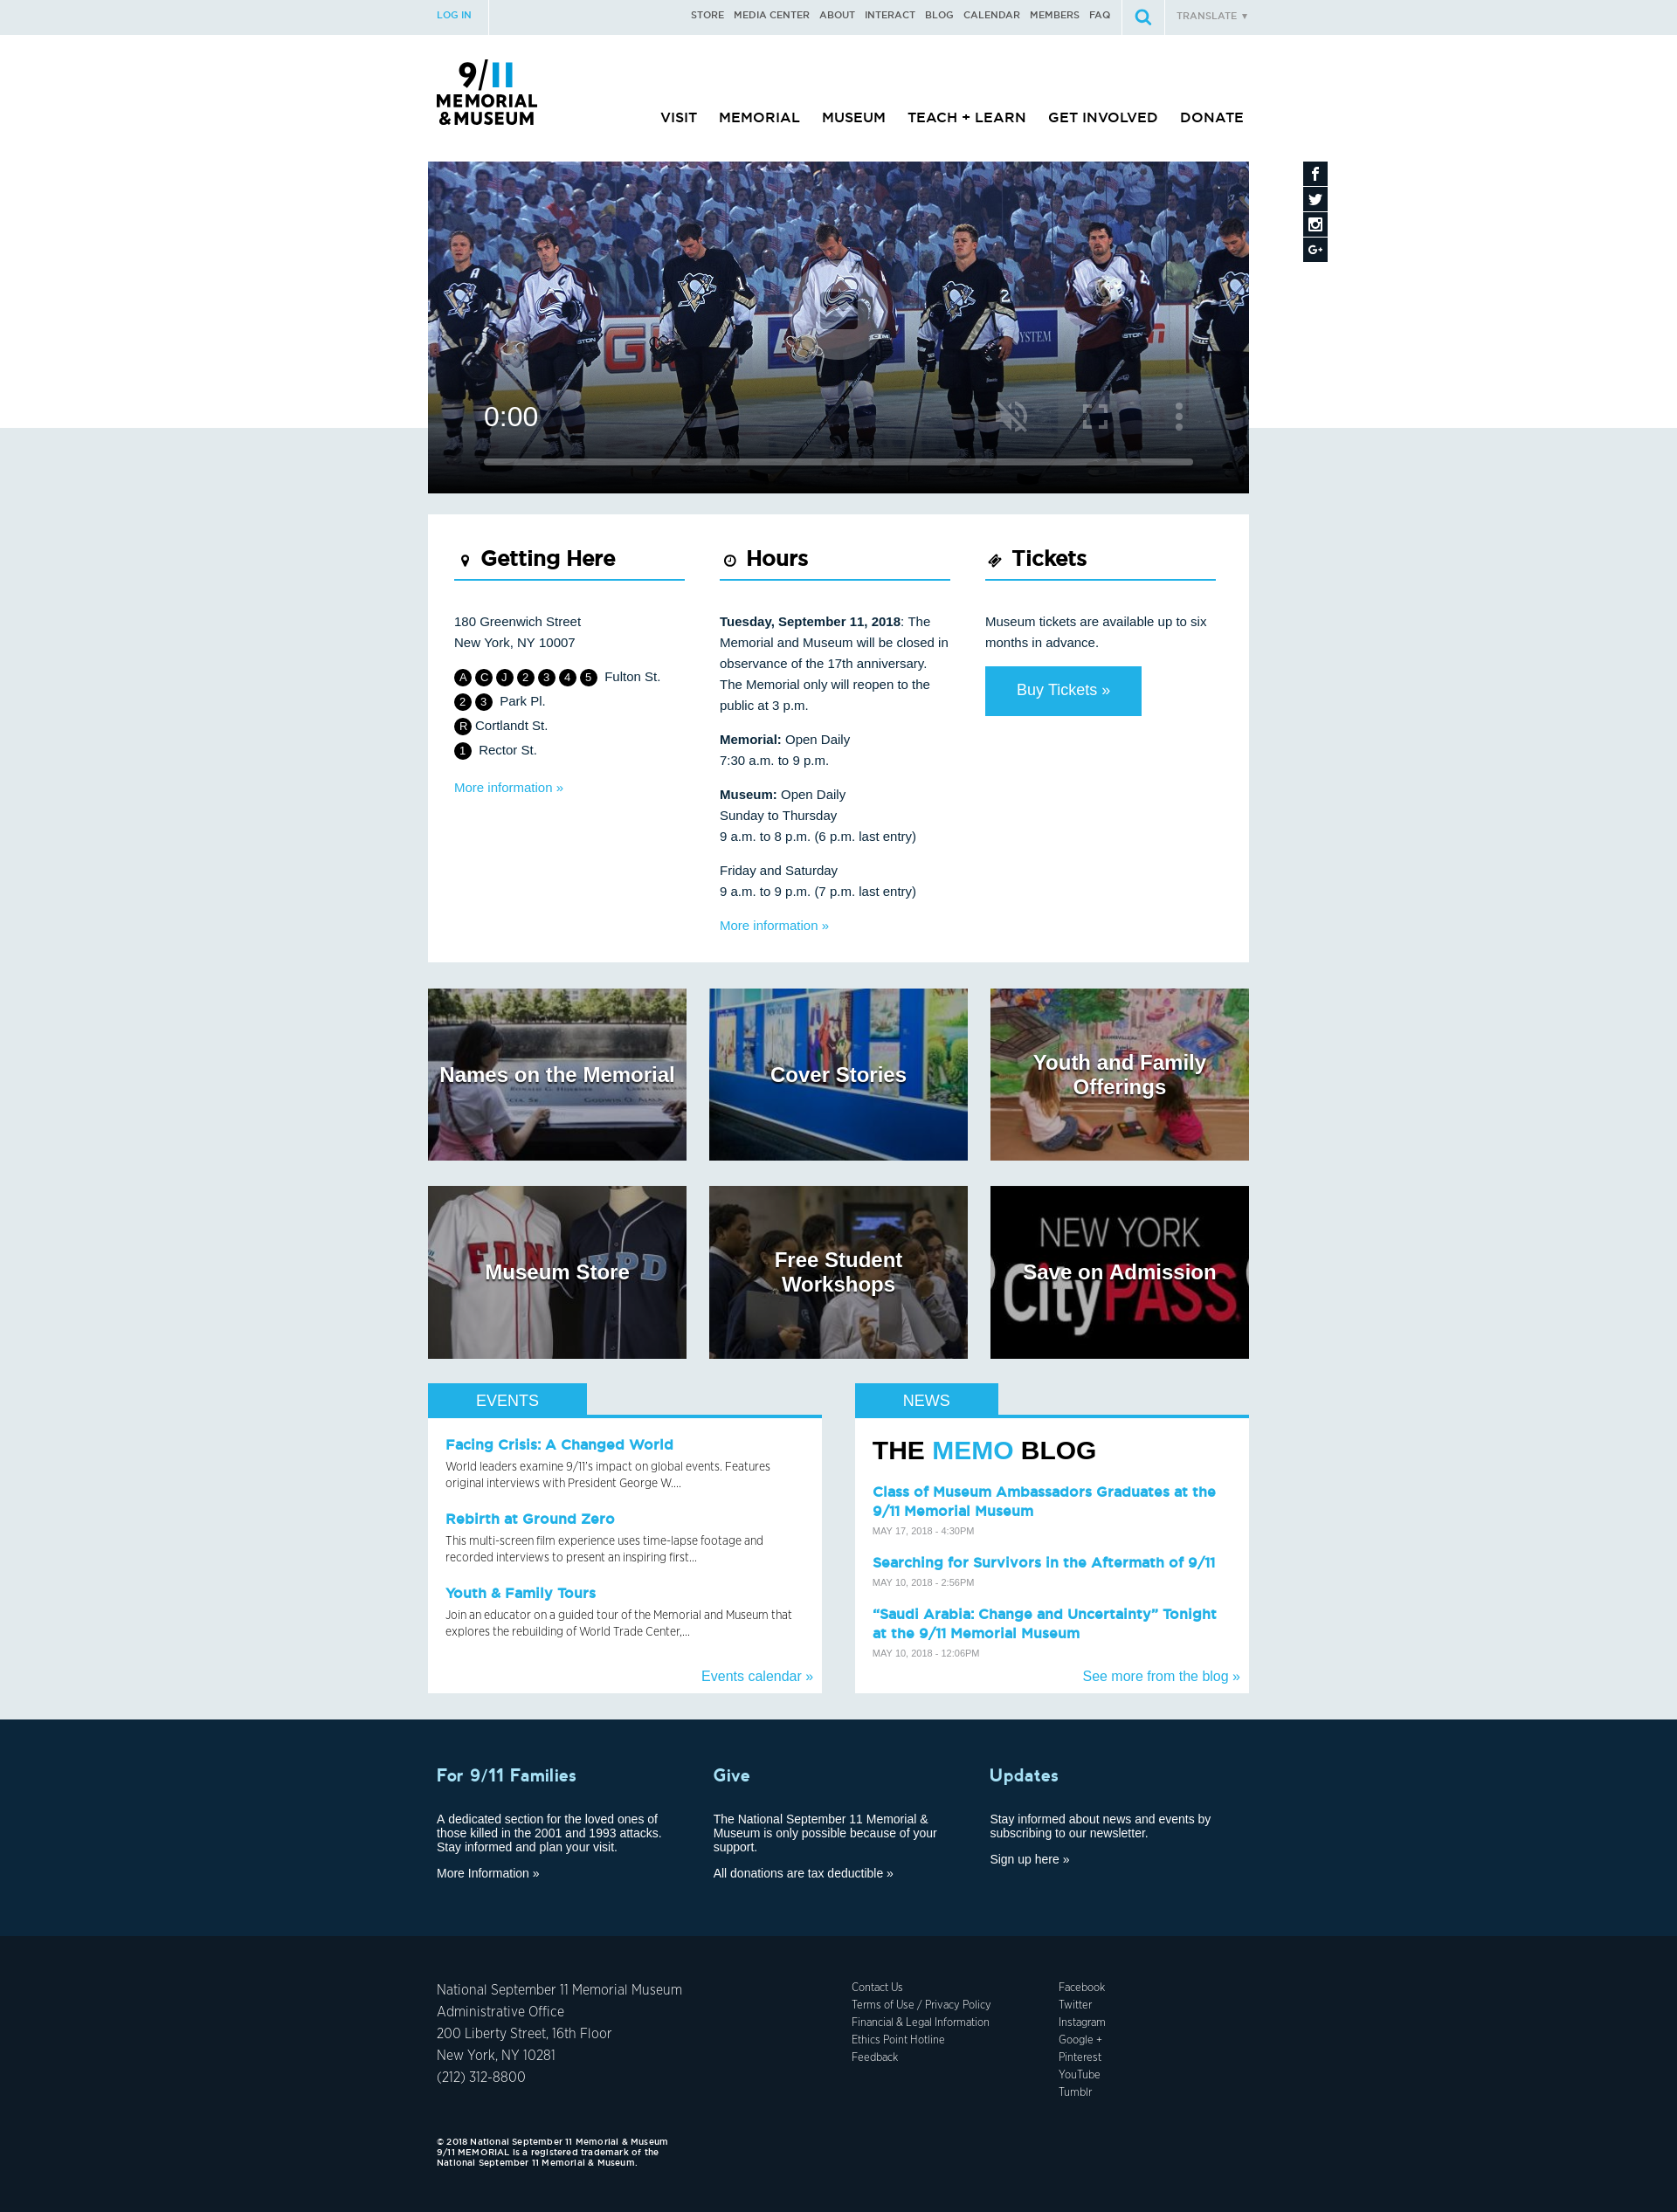 LOG IN
STORE MEDIA CENTER ABOUT INTERACT BLOG CALENDAR MEMBERS FAQ
TRANSLATE ▼
9/11
MEMORIAL
&MUSEUM
VISIT MEMORIAL MUSEUM TEACH + LEARN GET INVOLVED DONATE
0:00
Getting Here
180 Greenwich Street
New York, NY 10007
A C J 2 3 4 5 Fulton St.
2 3 Park Pl.
R Cortlandt St.
1 Rector St.
More information »
Hours
Tuesday, September 11, 2018: The
Memorial and Museum will be closed in
observance of the 17th anniversary.
The Memorial only will reopen to the
public at 3 p.m.
Memorial: Open Daily
7:30 a.m. to 9 p.m.
Museum: Open Daily
Sunday to Thursday
9 a.m. to 8 p.m. (6 p.m. last entry)
Friday and Saturday
9 a.m. to 9 p.m. (7 p.m. last entry)
More information »
Tickets
Museum tickets are available up to six
months in advance.
Buy Tickets »
Names on the Memorial
Cover Stories
Youth and Family
Offerings
FDNY
Museum Store
Free Student
Workshops
NEW YORK
CityPASS
Save on Admission
EVENTS
Facing Crisis: A Changed World
World leaders examine 9/11's impact on global events. Features
original interviews with President George W....
Rebirth at Ground Zero
This multi-screen film experience uses time-lapse footage and
recorded interviews to present an inspiring first...
Youth & Family Tours
Join an educator on a guided tour of the Memorial and Museum that
explores the rebuilding of World Trade Center,...
Events calendar »
NEWS
THE MEMO BLOG
Class of Museum Ambassadors Graduates at the
9/11 Memorial Museum
MAY 17, 2018 - 4:30PM
Searching for Survivors in the Aftermath of 9/11
MAY 10, 2018 - 2:56PM
“Saudi Arabia: Change and Uncertainty” Tonight
at the 9/11 Memorial Museum
MAY 10, 2018 - 12:06PM
See more from the blog »
For 9/11 Families
A dedicated section for the loved ones of
those killed in the 2001 and 1993 attacks.
Stay informed and plan your visit.
More Information »
Give
The National September 11 Memorial &
Museum is only possible because of your
support.
All donations are tax deductible »
Updates
Stay informed about news and events by
subscribing to our newsletter.
Sign up here »
National September 11 Memorial Museum
Administrative Office
200 Liberty Street, 16th Floor
New York, NY 10281
(212) 312-8800
Contact Us
Terms of Use / Privacy Policy
Financial & Legal Information
Ethics Point Hotline
Feedback
Facebook
Twitter
Instagram
Google +
Pinterest
YouTube
Tumblr
© 2018 National September 11 Memorial & Museum
9/11 MEMORIAL is a registered trademark of the
National September 11 Memorial & Museum.